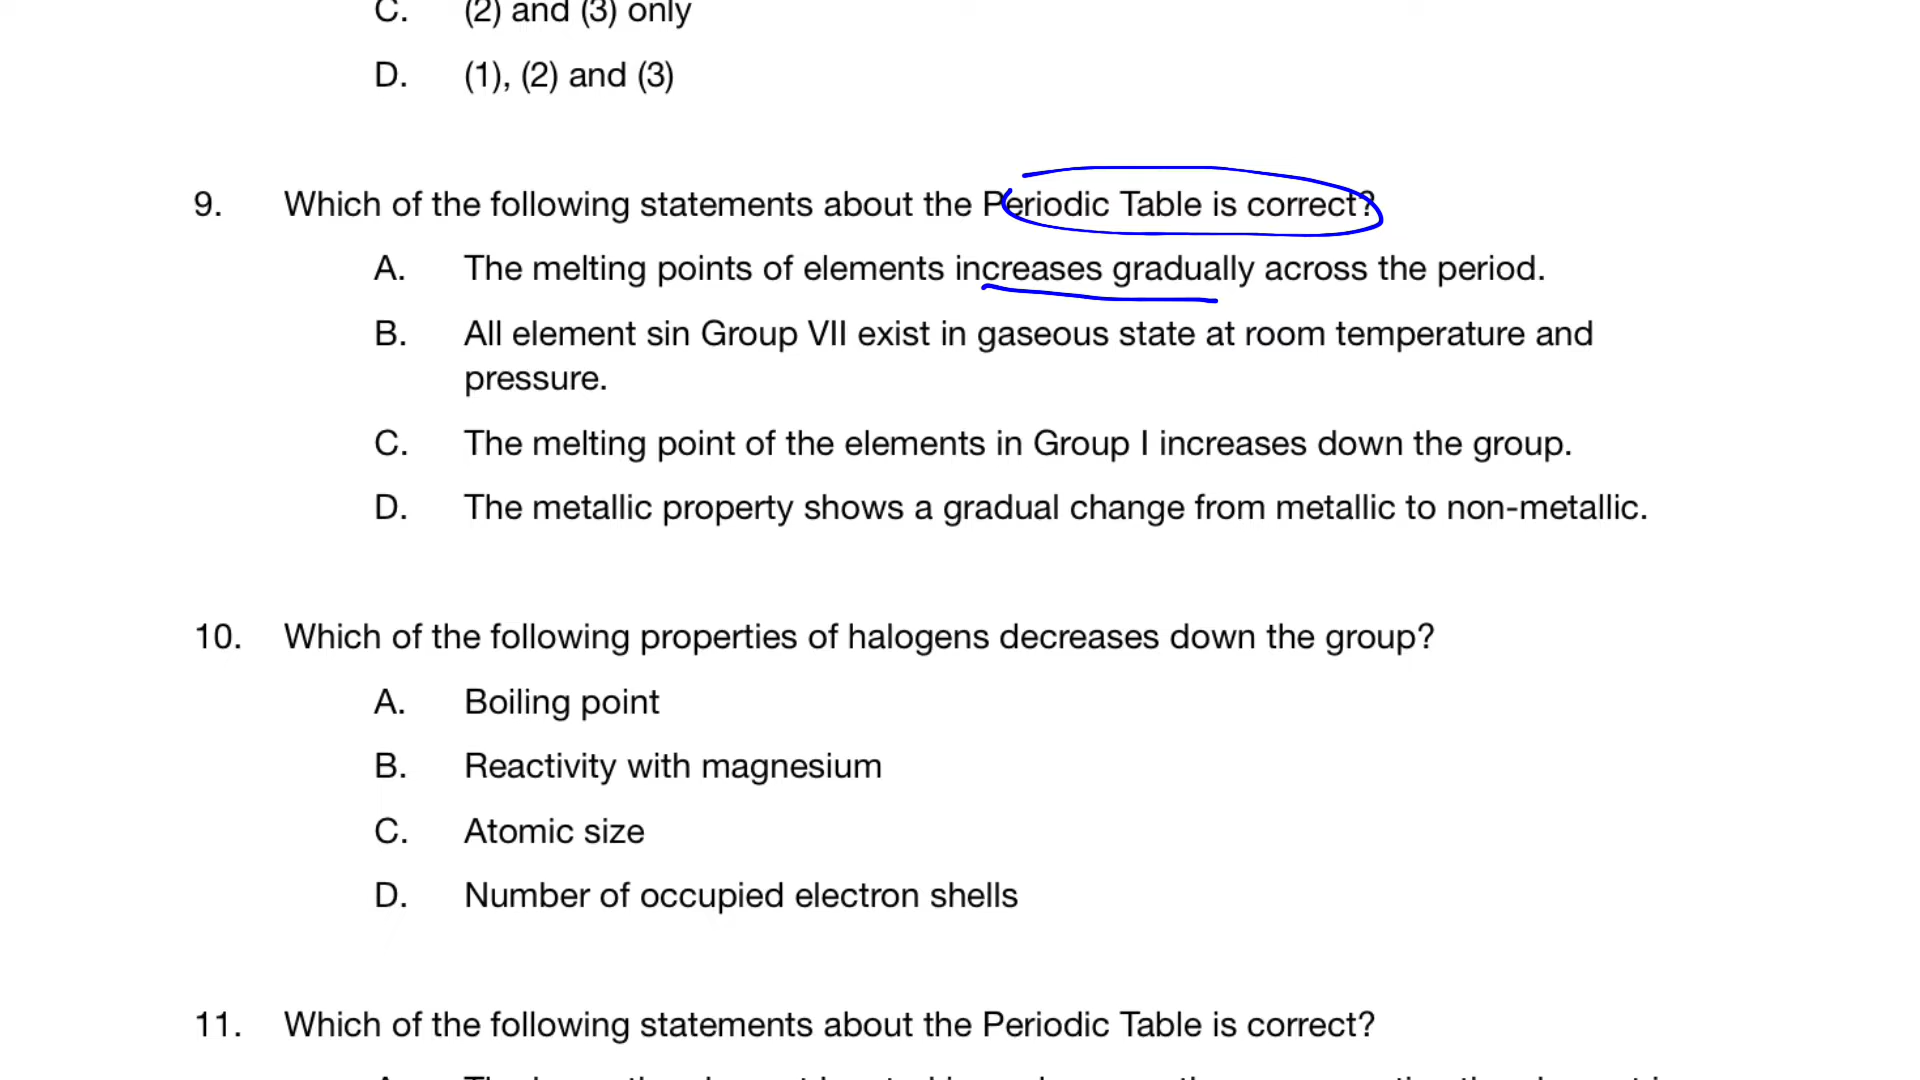 C. (2) and (3) only
D. (1), (2) and (3)
9. Which of the following statements about the Periodic Table is correct?
A. The melting points of elements increases gradually across the period.
B. All element sin Group VII exist in gaseous state at room temperature and
pressure.
C. The melting point of the elements in Group I increases down the group.
D. The metallic property shows a gradual change from metallic to non-metallic.
10. Which of the following properties of halogens decreases down the group?
A. Boiling point
B. Reactivity with magnesium
C. Atomic size
D. Number of occupied electron shells
11. Which of the following statements about the Periodic Table is correct?